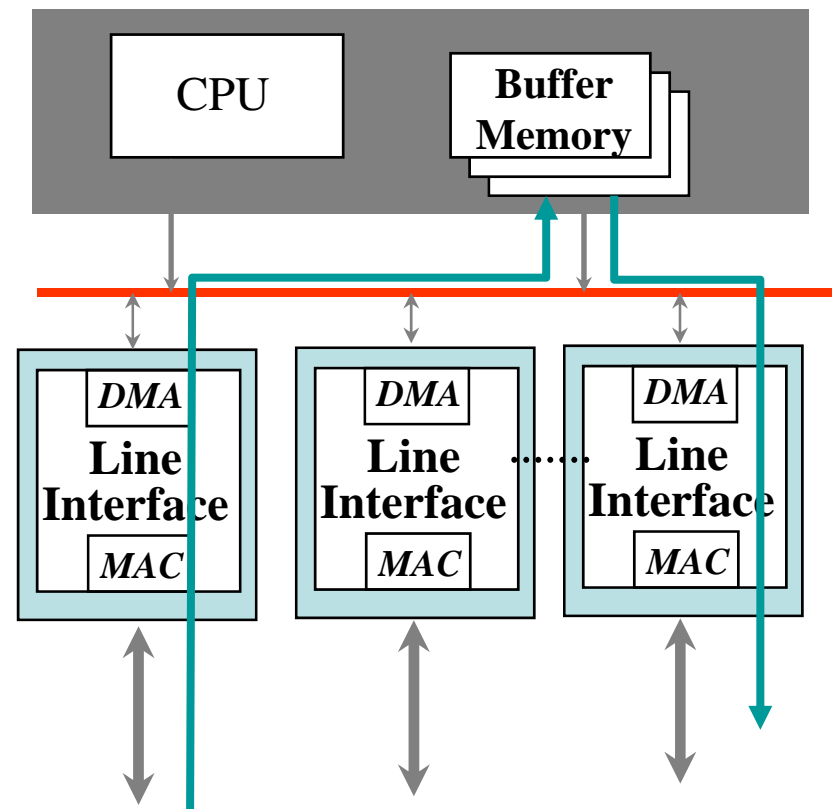 CPU
Buffer
Memory
DMA
Line
Interface
MAC
DMA
Line
Interface
MAC
.......
DMA
Line
Interface
MAC